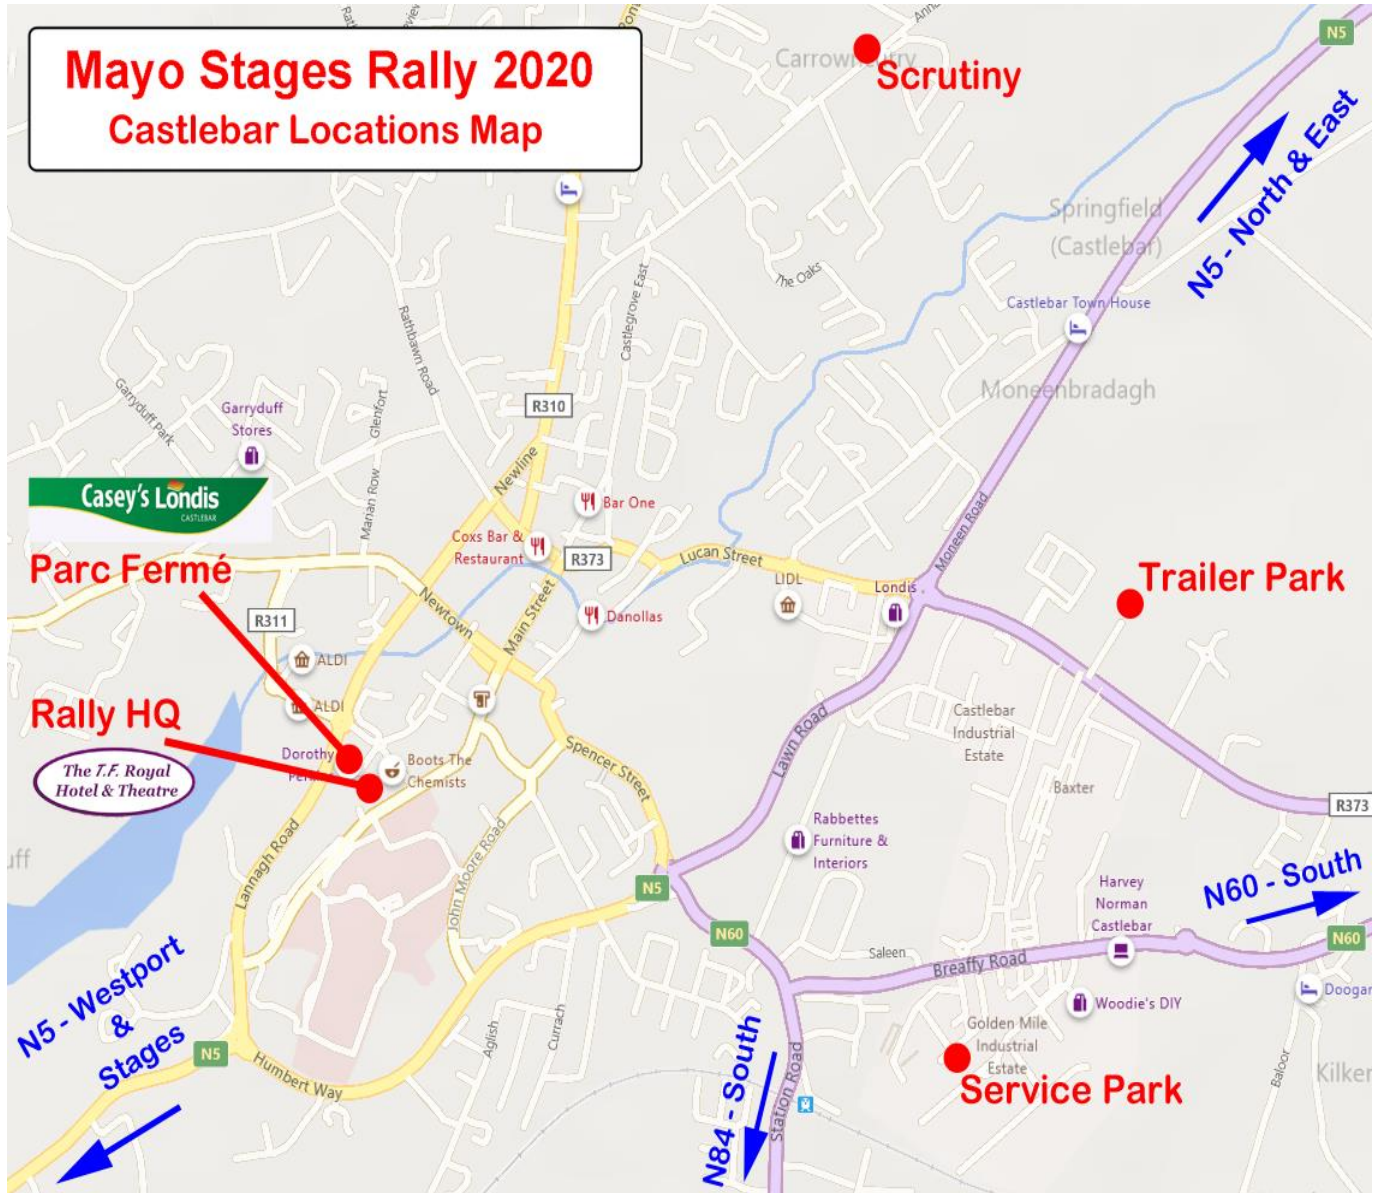 Mayo Stages Rally 2020
Castlebar Locations Map
N5
Scrutiny
N5 - North & East
Springfield
(Castlebar)
The Oaks
Castlebar Town House
Castlegrove East
Rathbawn Road
Moneenbradagh
Garryduff Park
Glenfort
Marian Row
R310
Garryduff
Stores
Newline
Casey's Londis
CASTLEBAR
Bar One
Coxs Bar &
Restaurant
R373
Lucan Street
Moneen Road
Parc Fermé
LIDL
Londis
Trailer Park
R311
Newtown
Main Street
Danollas
ALDI
ALDI
Rally HQ
The T.F. Royal
Hotel & Theatre
Dorothy
Boots The
Chemists
Spencer Street
Lawn Road
Castlebar
Industrial
Estate
Baxter
R373
Rabbettes
Furniture &
Interiors
Lannagh Road
John Moore Road
N5
N60
Harvey
Norman
Castlebar
N60 - South
N60
Saleen
Breaffy Road
Woodie's DIY
Doogar
N5 - Westport
&
Stages
N5
Humbert Way
Aglish
Currach
N84 - South
Station Road
Golden Mile
Industrial
Estate
Service Park
Baloor
Kilker